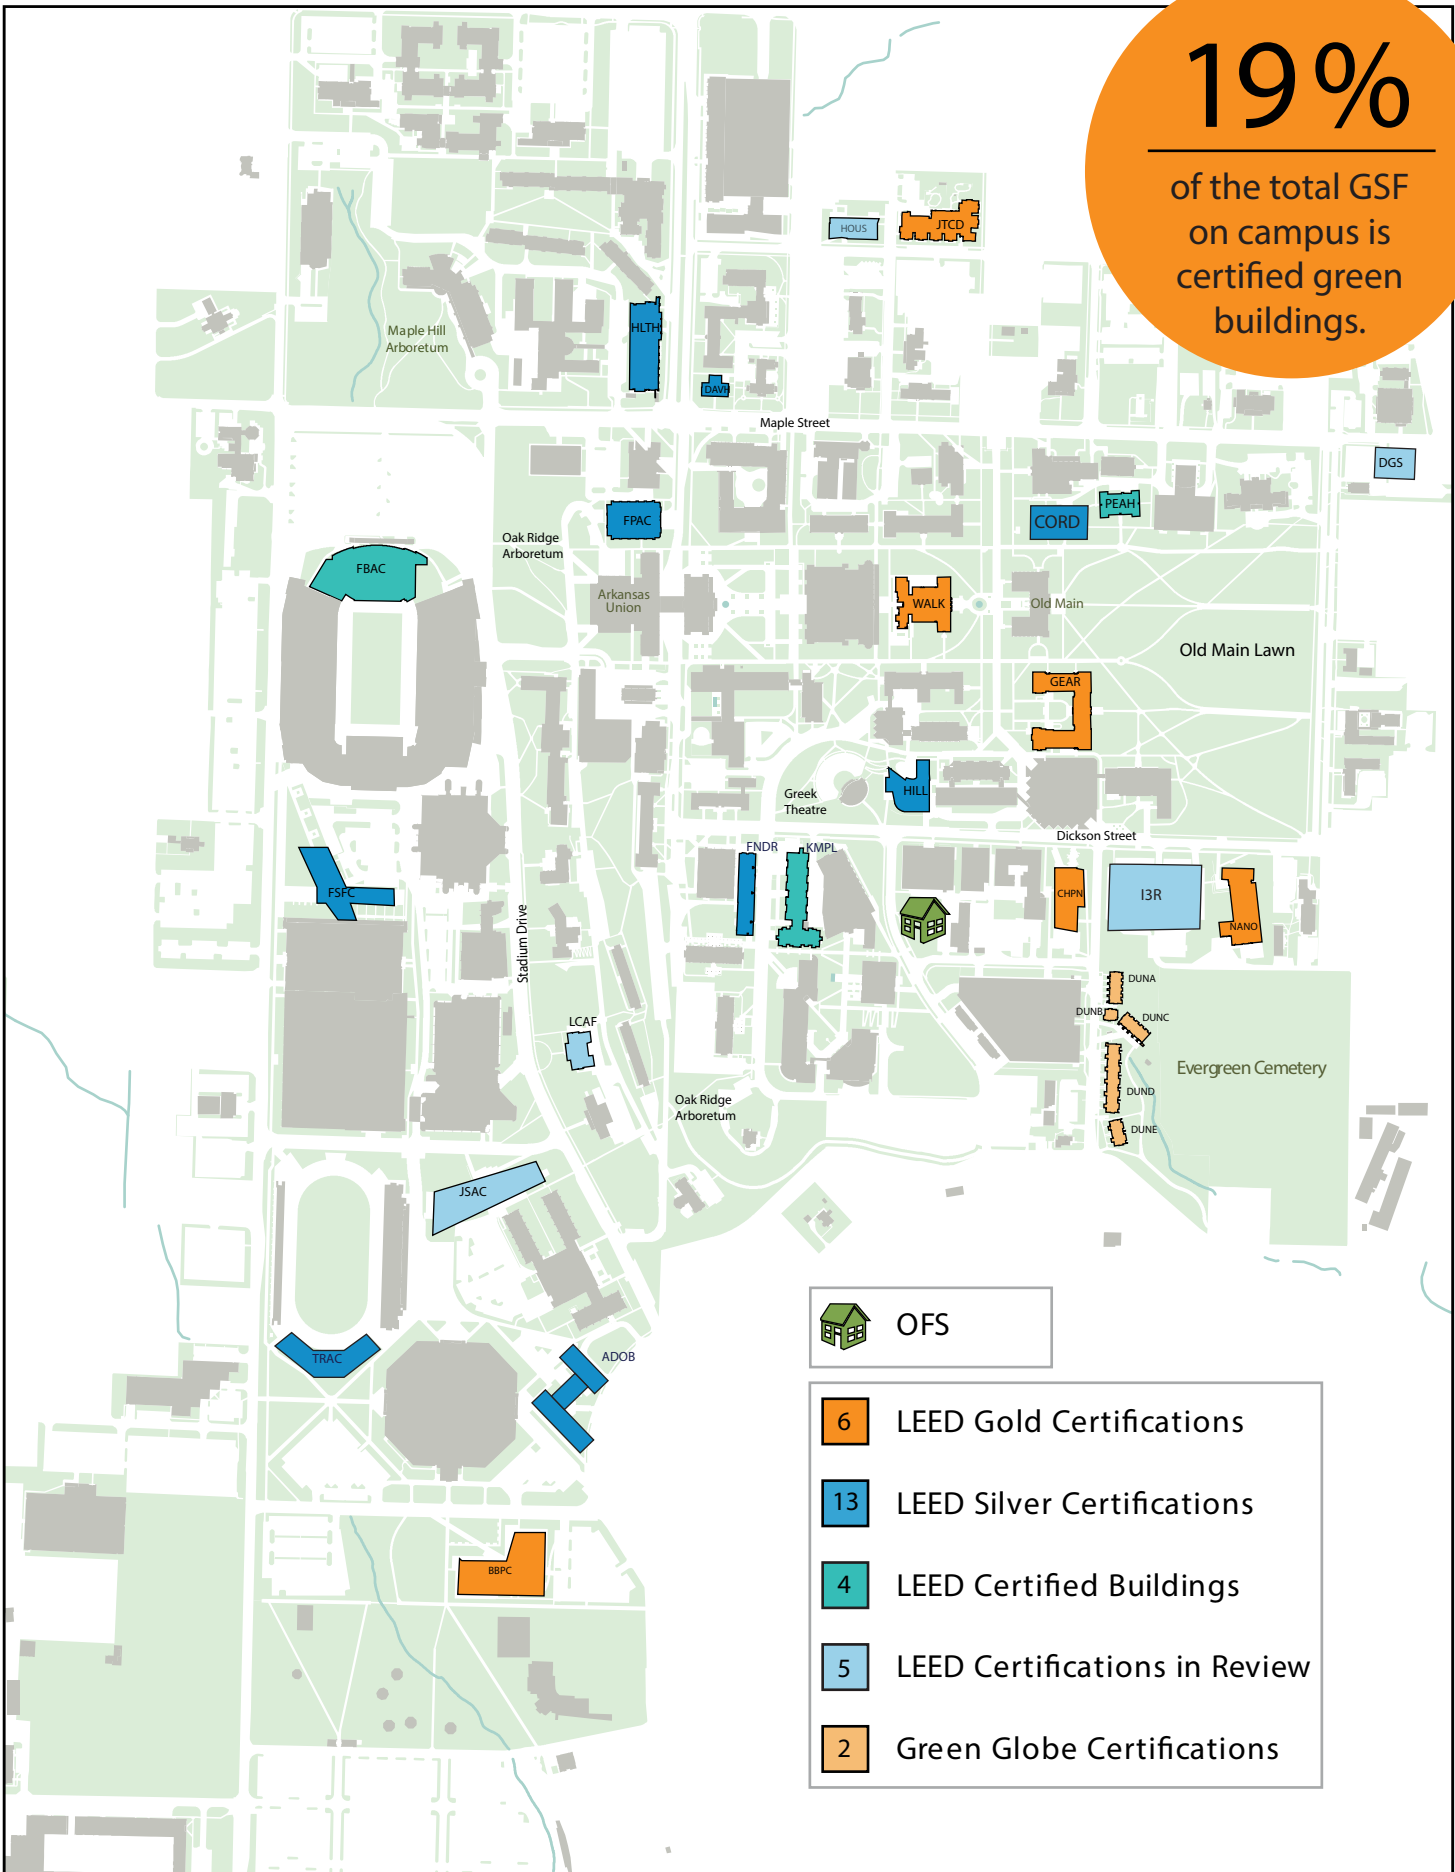 19%
of the total GSF
on campus is
certified green
buildings.
HOUS
JTCD
HLTH
Maple Hill
Arboretum
DAVH
Maple Street
DGS
PEAH
CORD
FPAC
Oak Ridge
Arboretum
FBAC
Arkansas
Union
WALK
Old Main
Old Main Lawn
GEAR
HILL
Greek
Theatre
Dickson Street
FNDR
KMPL
FSFC
CHPN
I3R
NANO
Stadium Drive
DUNA
DUNB
DUNC
LCAF
Evergreen Cemetery
DUND
Oak Ridge
Arboretum
DUNE
JSAC
OFS
TRAC
ADOB
6 LEED Gold Certifications
13 LEED Silver Certifications
BBPC
4 LEED Certified Buildings
5 LEED Certifications in Review
2 Green Globe Certifications